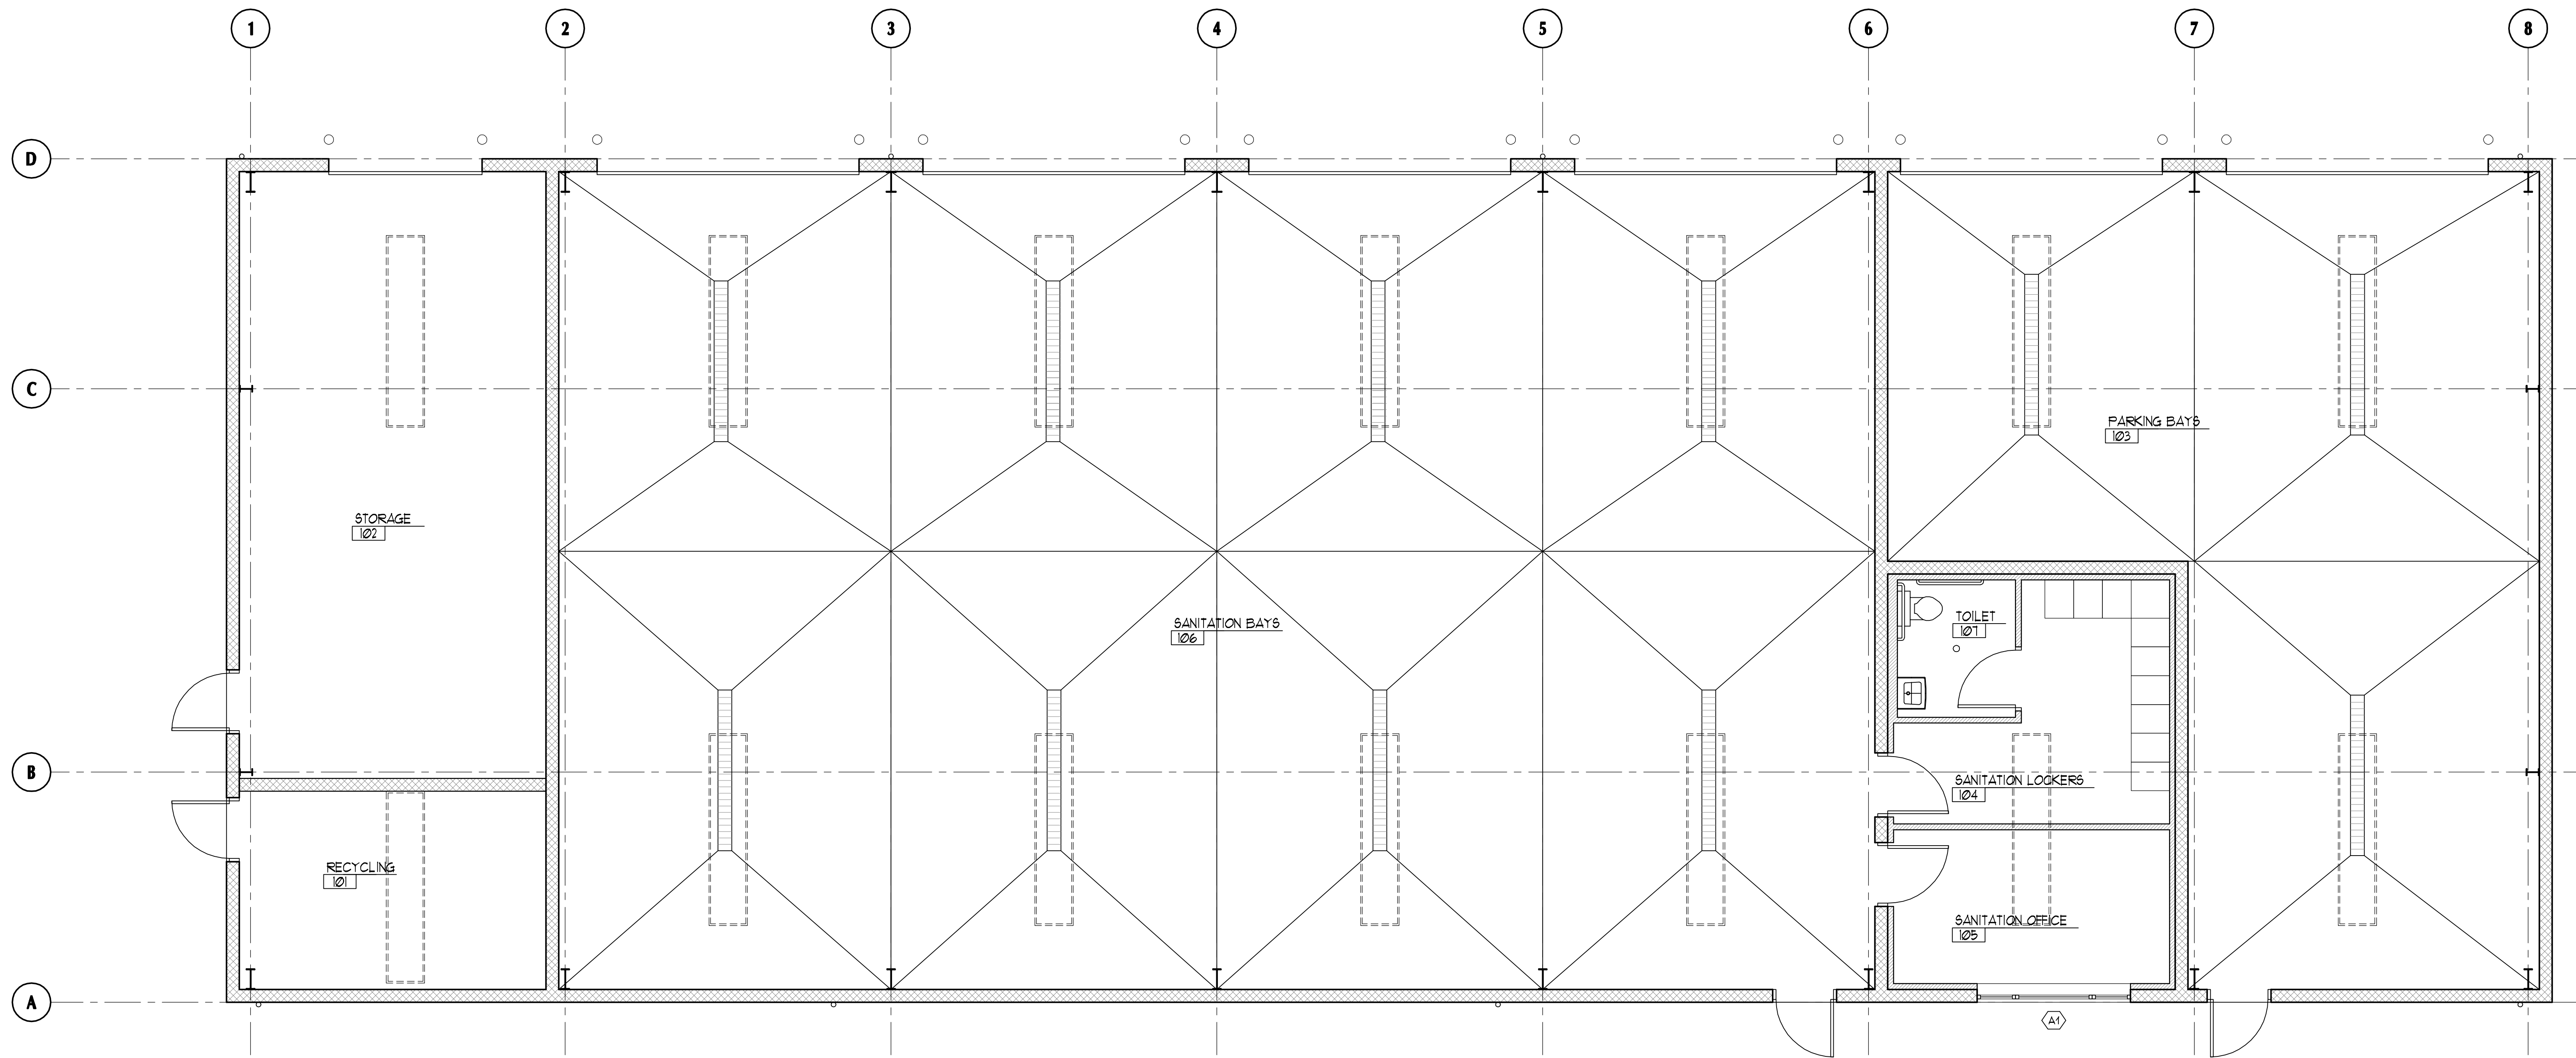 1 2 3 4 5 6 7 8
D
C
PARKING BAYS
103
STORAGE
102
SANITATION BAYS
106
TOILET
107
B
SANITATION LOCKERS
104
RECYCLING
101
SANITATION OFFICE
105
A
A1